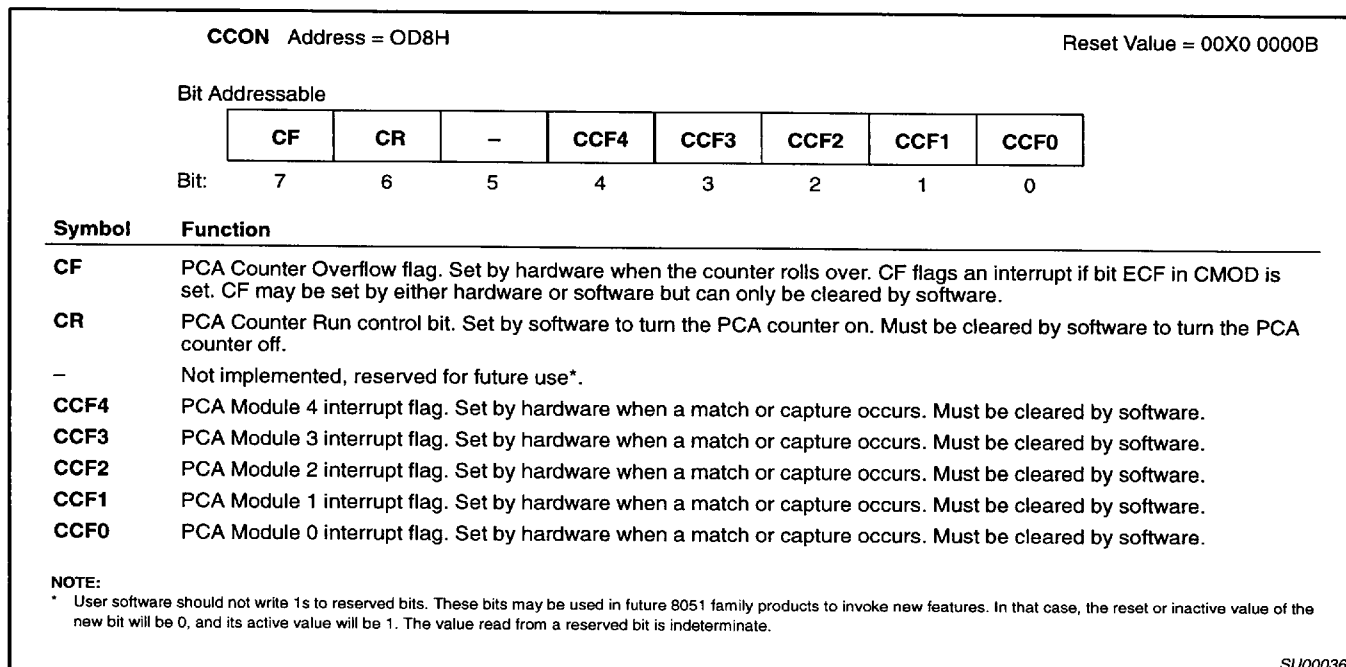 CCON Address = OD8H Reset Value = 00X0 0000B
Bit Addressable
CF CR – CCF4 CCF3 CCF2 CCF1 CCF0
Bit: 7 6 5 4 3 2 1 0
Symbol Function
CF PCA Counter Overflow flag. Set by hardware when the counter rolls over. CF flags an interrupt if bit ECF in CMOD is
set. CF may be set by either hardware or software but can only be cleared by software.
CR PCA Counter Run control bit. Set by software to turn the PCA counter on. Must be cleared by software to turn the PCA
counter off.
– Not implemented, reserved for future use*.
CCF4 PCA Module 4 interrupt flag. Set by hardware when a match or capture occurs. Must be cleared by software.
CCF3 PCA Module 3 interrupt flag. Set by hardware when a match or capture occurs. Must be cleared by software.
CCF2 PCA Module 2 interrupt flag. Set by hardware when a match or capture occurs. Must be cleared by software.
CCF1 PCA Module 1 interrupt flag. Set by hardware when a match or capture occurs. Must be cleared by software.
CCF0 PCA Module 0 interrupt flag. Set by hardware when a match or capture occurs. Must be cleared by software.
NOTE:
* User software should not write 1s to reserved bits. These bits may be used in future 8051 family products to invoke new features. In that case, the reset or inactive value of the
new bit will be 0, and its active value will be 1. The value read from a reserved bit is indeterminate.
SU00036